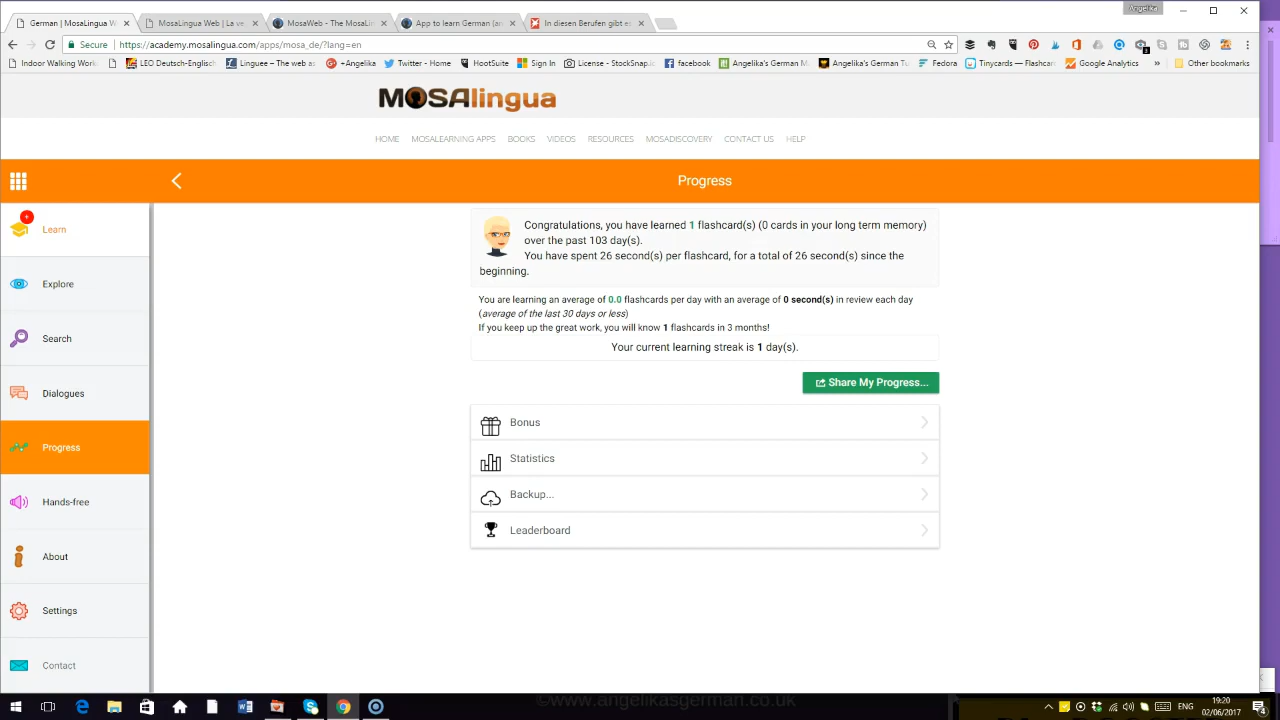 Angelika
German | MosaLingua W
MosaLingua Web | La ve
MosaWeb - The MosaLin
App to learn German (an
In diesen Berufen gibt es
Secure
https://academy.mosalingua.com/apps/mosa_de/?lang=en
Indoor Walking Work
LEO Deutsch-Englisch
Linguee – The web as
+Angelika
Twitter - Home
HootSuite
Sign In
License - StockSnap.i
facebook
Angelika's German M
Angelika's German Tu
Fedora
Tinycards — Flashcar
Google Analytics
»
Other bookmarks
MOSAlingua
HOME
MOSALEARNING APPS
BOOKS
VIDEOS
RESOURCES
MOSADISCOVERY
CONTACT US
HELP
Progress
Learn
Explore
Search
Dialogues
Progress
Hands-free
About
Settings
Contact
Congratulations, you have learned 1 flashcard(s) (0 cards in your long term memory)
over the past 103 day(s).
You have spent 26 second(s) per flashcard, for a total of 26 second(s) since the
beginning.
You are learning an average of 0.0 flashcards per day with an average of 0 second(s) in review each day
(average of the last 30 days or less)
If you keep up the great work, you will know 1 flashcards in 3 months!
Your current learning streak is 1 day(s).
Share My Progress...
Bonus
Statistics
Backup...
Leaderboard
©www.angelikasgerman.co.uk
ENG
19:20
02/06/2017
4